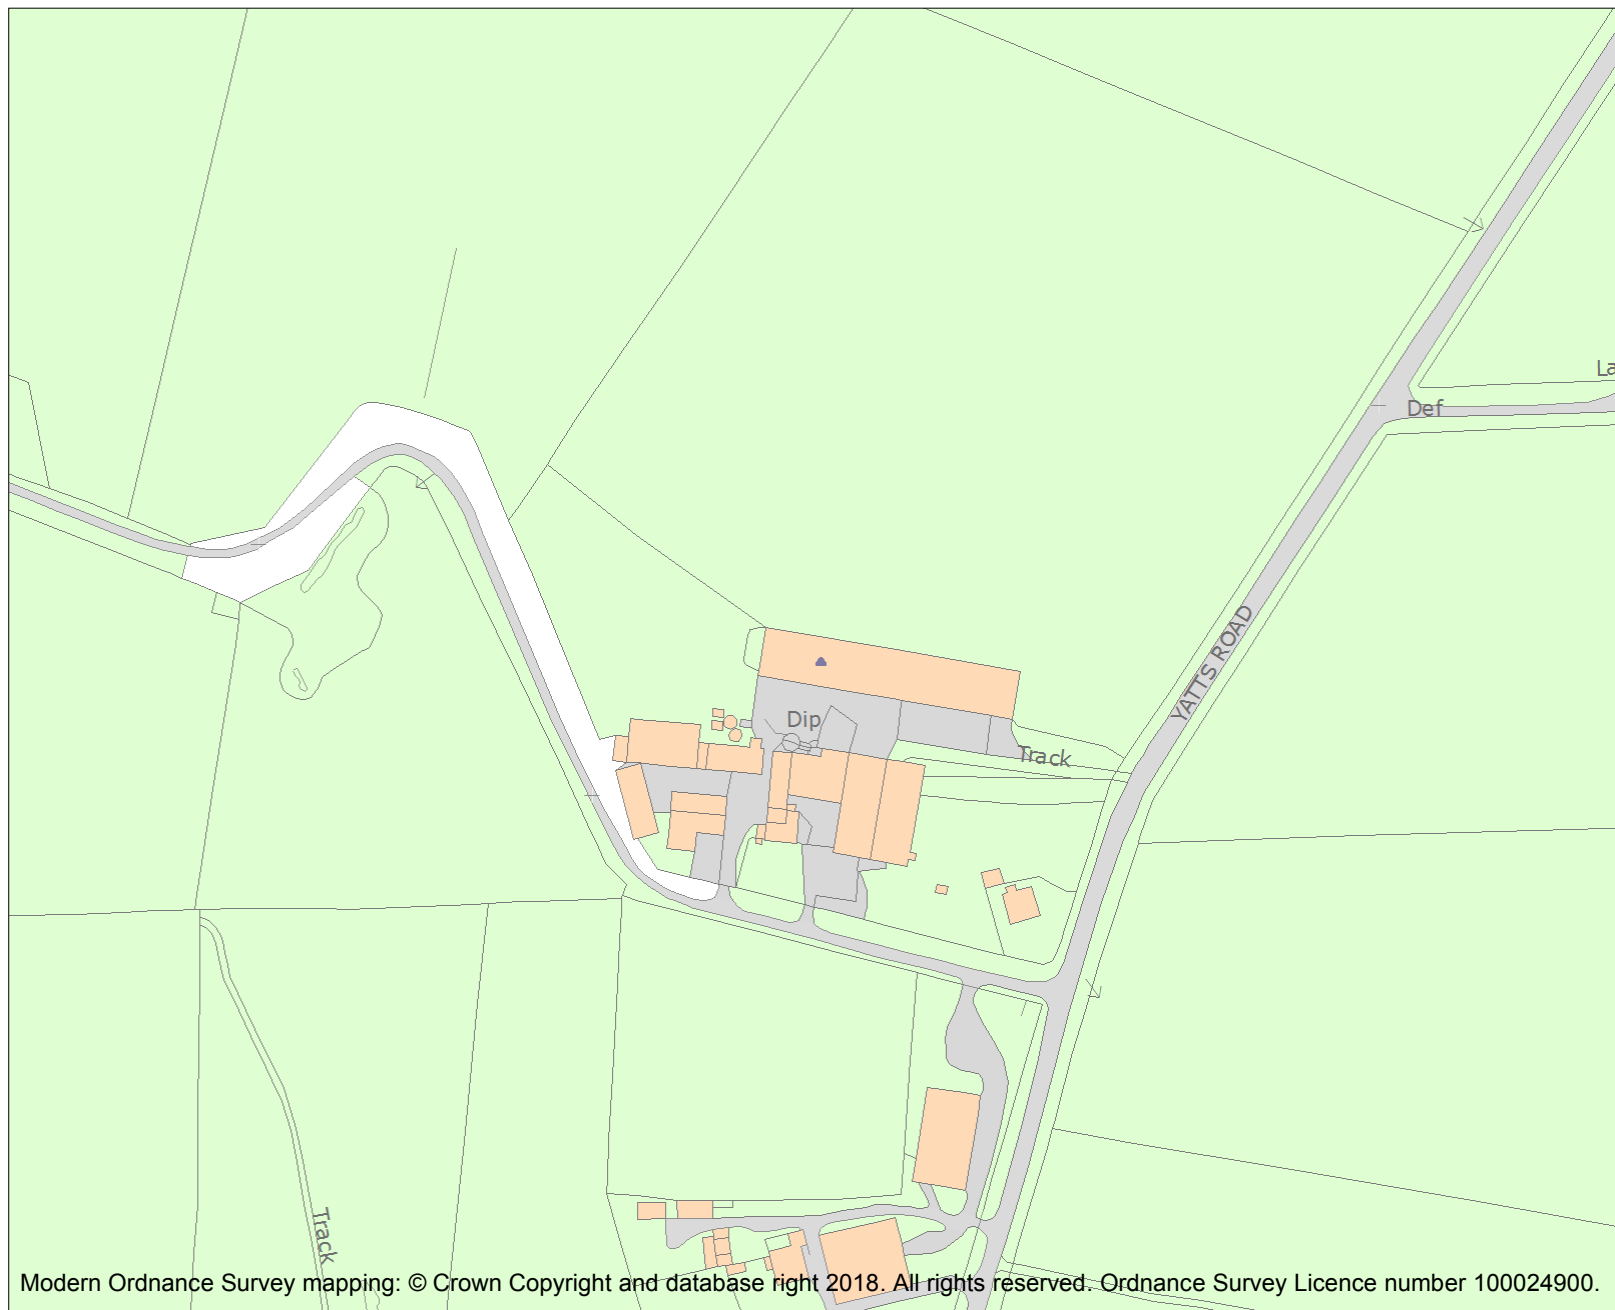 La
Def
YATTS ROAD
Dip
Track
Track
Modern Ordnance Survey mapping: © Crown Copyright and database right 2018. All rights reserved. Ordnance Survey Licence number 100024900.